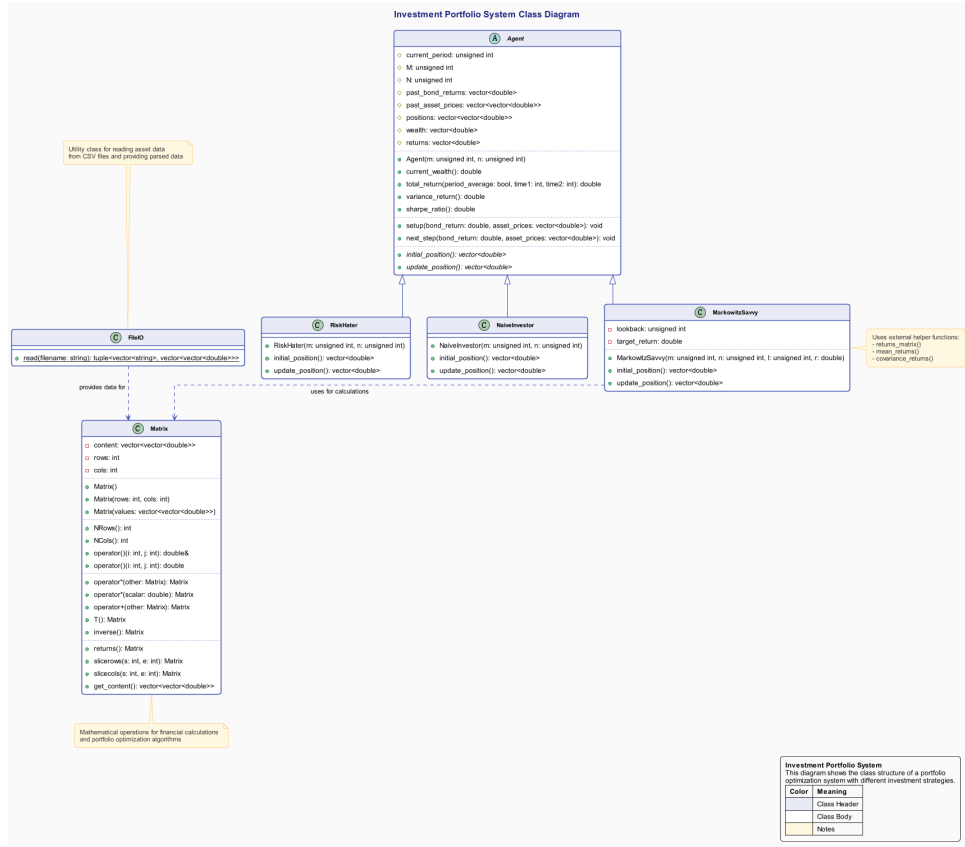 Investment Portfolio System Class Diagram
A Agent
current_period: unsigned int
M: unsigned int
N: unsigned int
past_bond_returns: vector<double>
past_asset_prices: vector<vector<double>>
positions: vector<vector<double>>
wealth: vector<double>
returns: vector<double>
Agent(m: unsigned int, n: unsigned int)
current_wealth(): double
total_return(period_average: bool, time1: int, time2: int): double
variance_return(): double
sharpe_ratio(): double
setup(bond_return: double, asset_prices: vector<double>): void
next_step(bond_return: double, asset_prices: vector<double>): void
initial_position(): vector<double>
update_position(): vector<double>
Utility class for reading asset data
from CSV files and providing parsed data
C FileIO
read(filename: string): tuple<vector<string>, vector<vector<double>>>
C RiskHater
RiskHater(m: unsigned int, n: unsigned int)
initial_position(): vector<double>
update_position(): vector<double>
C NaiveInvestor
NaiveInvestor(m: unsigned int, n: unsigned int)
initial_position(): vector<double>
update_position(): vector<double>
C MarkowitzSavvy
lookback: unsigned int
target_return: double
MarkowitzSavvy(m: unsigned int, n: unsigned int, l: unsigned int, r: double)
initial_position(): vector<double>
update_position(): vector<double>
Uses external helper functions:
- returns_matrix()
- mean_returns()
- covariance_returns()
provides data for
uses for calculations
C Matrix
content: vector<vector<double>>
rows: int
cols: int
Matrix()
Matrix(rows: int, cols: int)
Matrix(values: vector<vector<double>>)
NRows(): int
NCols(): int
operator()(i: int, j: int): double&
operator()(i: int, j: int): double
operator*(other: Matrix): Matrix
operator*(scalar: double): Matrix
operator+(other: Matrix): Matrix
T(): Matrix
inverse(): Matrix
returns(): Matrix
slicerows(s: int, e: int): Matrix
slicecols(s: int, e: int): Matrix
get_content(): vector<vector<double>>
Mathematical operations for financial calculations
and portfolio optimization algorithms
Investment Portfolio System
This diagram shows the class structure of a portfolio
optimization system with different investment strategies.
Color Meaning
Class Header
Class Body
Notes